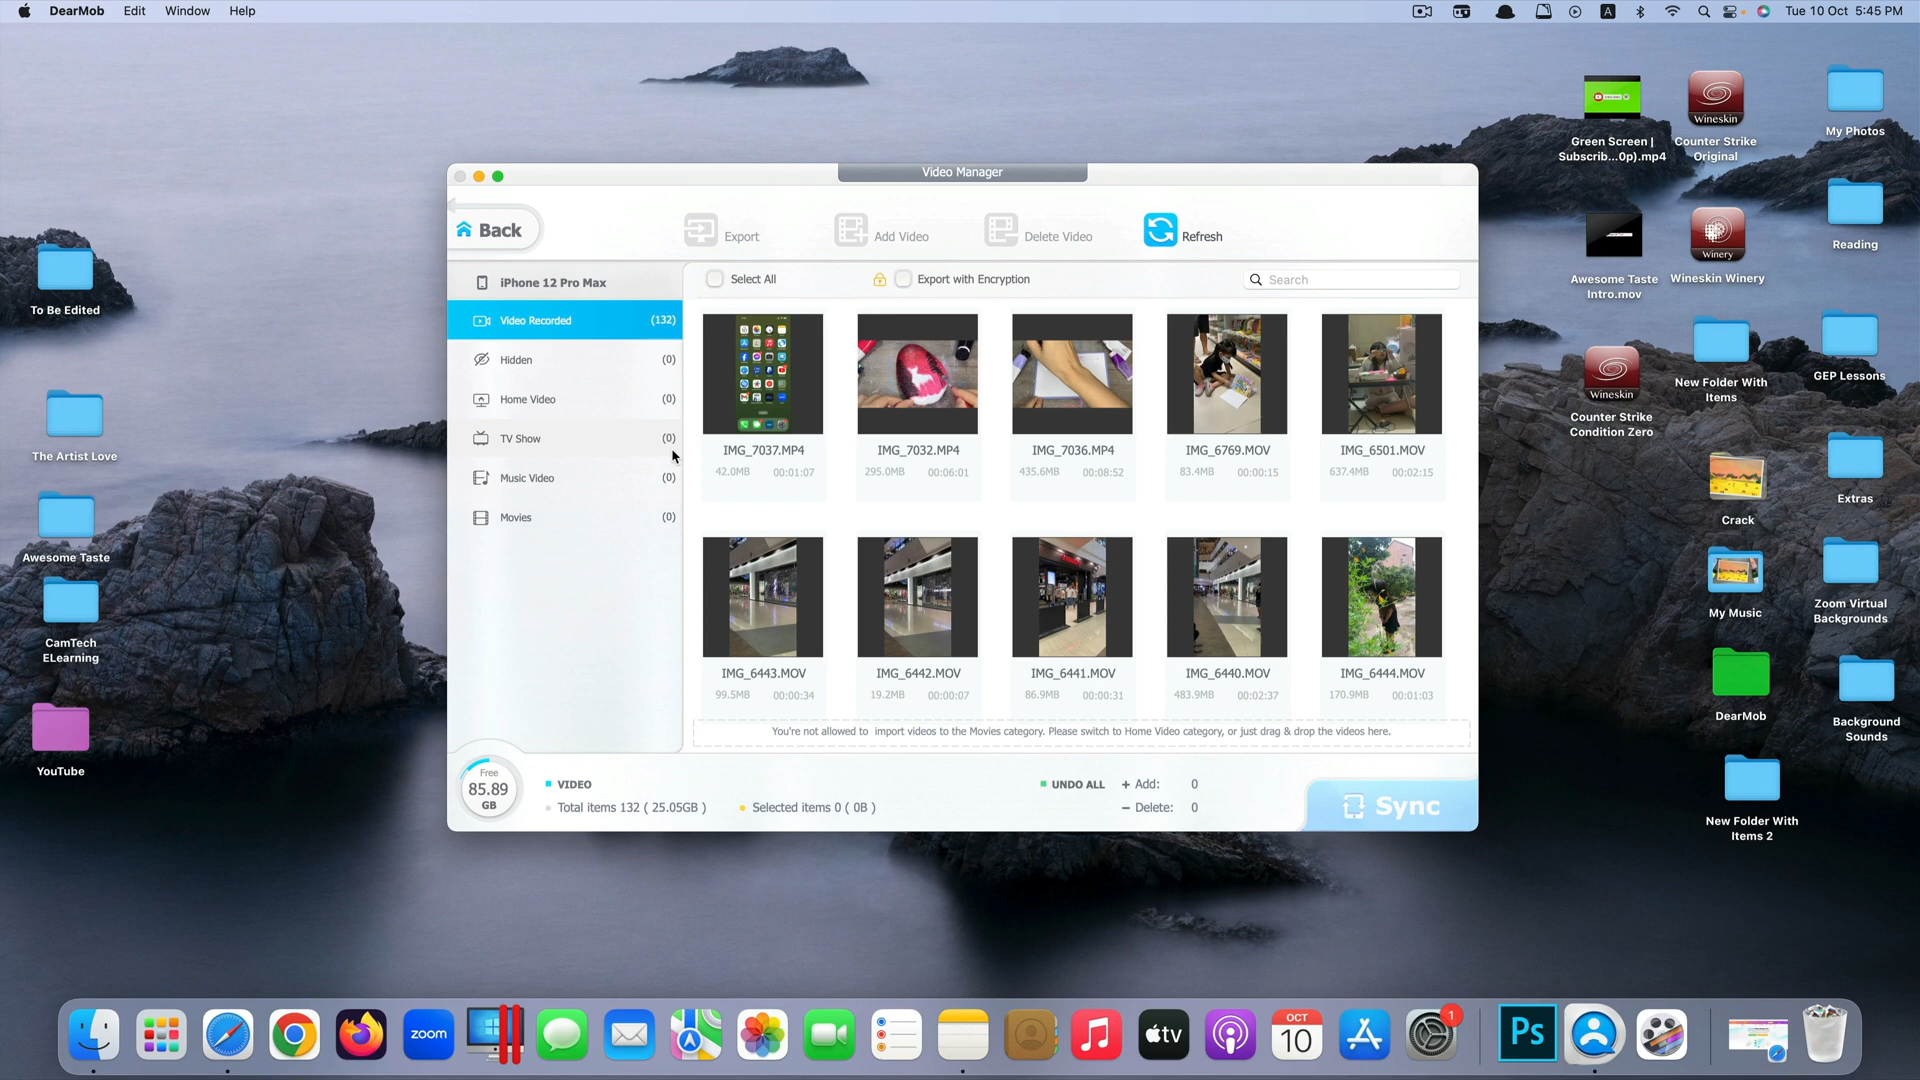 DearMob Edit Window Help
A
Tue 10 Oct 5:45 PM
Video Manager
Back
Export
Add Video
Delete Video
Refresh
iPhone 12 Pro Max
Select All
Export with Encryption
Search
Video Recorded (132)
Hidden (0)
Home Video (0)
TV Show (0)
Music Video (0)
Movies (0)
IMG_7037.MP4
42.0MB 00:01:07
IMG_7032.MP4
295.0MB 00:06:01
IMG_7036.MP4
435.6MB 00:08:52
IMG_6769.MOV
83.4MB 00:00:15
IMG_6501.MOV
637.4MB 00:02:15
IMG_6443.MOV
99.5MB 00:00:34
IMG_6442.MOV
19.2MB 00:00:07
IMG_6441.MOV
86.9MB 00:00:31
IMG_6440.MOV
483.9MB 00:02:37
IMG_6444.MOV
170.9MB 00:01:03
You're not allowed to import videos to the Movies category. Please switch to Home Video category, or just drag & drop the videos here.
Free
85.89
GB
VIDEO
Total items 132 ( 25.05GB )
Selected items 0 ( 0B )
UNDO ALL
+ Add: 0
− Delete: 0
Sync
To Be Edited
The Artist Love
Awesome Taste
CamTech
ELearning
YouTube
Green Screen |
Subscrib...0p).mp4
Wineskin
Counter Strike
Original
My Photos
Awesome Taste
Intro.mov
Winery
Wineskin Winery
Reading
Wineskin
Counter Strike
Condition Zero
New Folder With
Items
GEP Lessons
Crack
Extras
My Music
Zoom Virtual
Backgrounds
DearMob
Background
Sounds
New Folder With
Items 2
zoom
tv
OCT
10
1
Ps